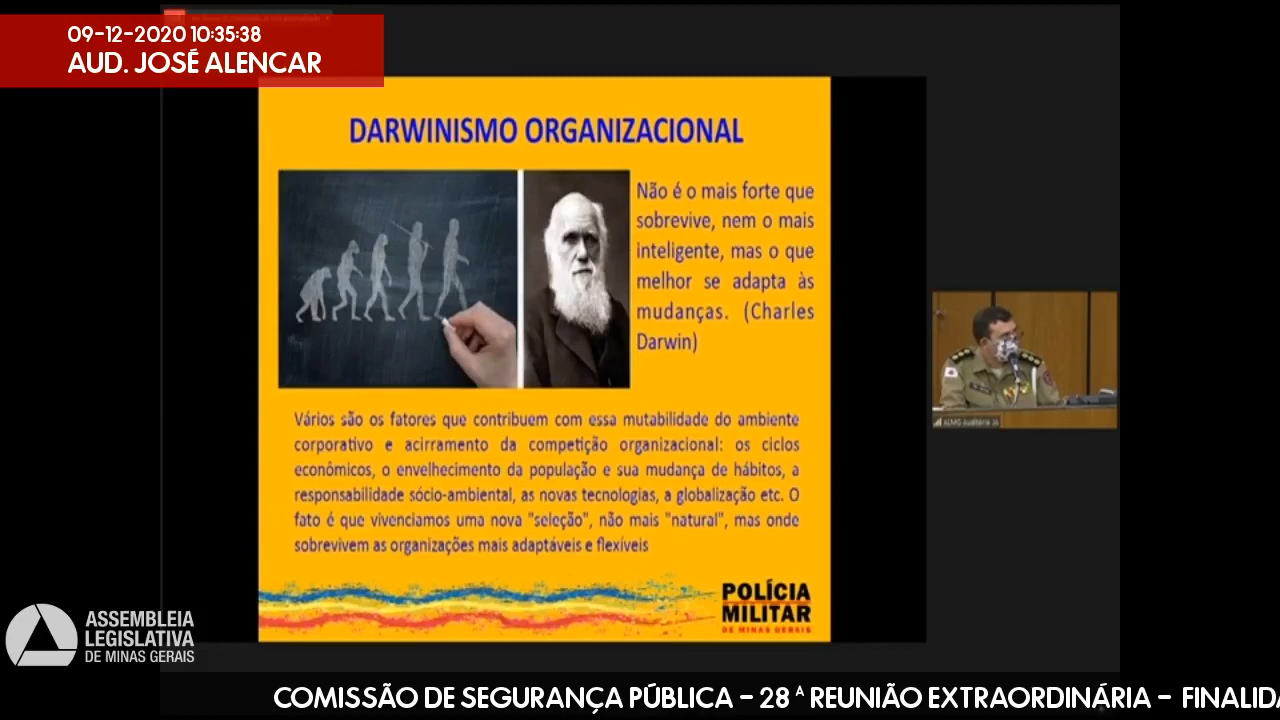 09-12-2020 10:35:38
AUD. JOSÉ ALENCAR
DARWINISMO ORGANIZACIONAL
Não é o mais forte que
sobrevive, nem o mais
inteligente, mas o que
melhor se adapta às
mudanças. (Charles
Darwin)
Vários são os fatores que contribuem com essa mutabilidade do ambiente
corporativo e acirramento da competição organizacional: os ciclos
econômicos, o envelhecimento da população e sua mudança de hábitos, a
responsabilidade sócio-ambiental, as novas tecnologias, a globalização etc. O
fato é que vivenciamos uma nova "seleção", não mais "natural", mas onde
sobrevivem as organizações mais adaptáveis e flexíveis
POLÍCIA
MILITAR
DE MINAS GERAIS
ALMG Auditório JA
ASSEMBLEIA
LEGISLATIVA
DE MINAS GERAIS
COMISSÃO DE SEGURANÇA PÚBLICA - 28ª REUNIÃO EXTRAORDINÁRIA - FINALIDA